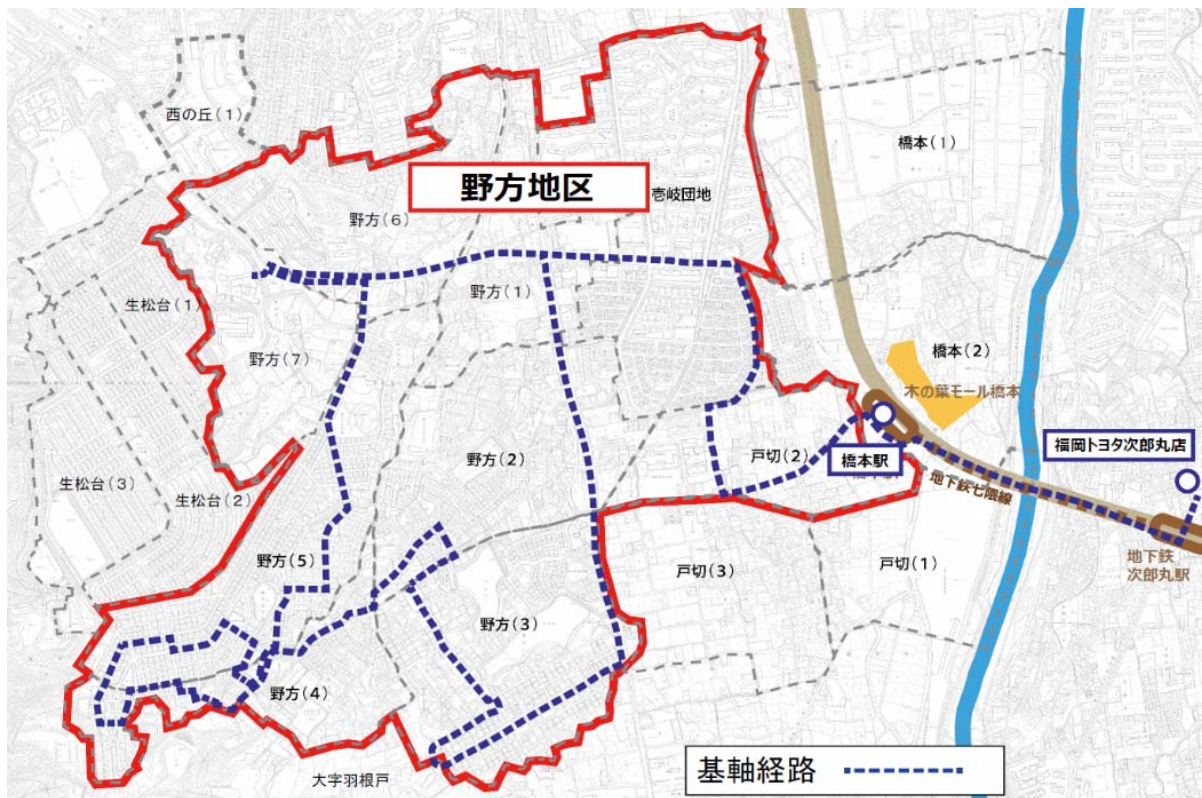 西の丘(1)
橋本(1)
野方地区
壱岐団地
野方(6)
生松台(1)
野方(1)
野方(7)
橋本(2)
木の葉モール橋本
福岡トヨタ次郎丸店
戸切(2)
橋本駅
野方(2)
生松台(3)
生松台(2)
地下鉄七隈線
野方(5)
戸切(3)
戸切(1)
地下鉄
次郎丸駅
野方(3)
野方(4)
大字羽根戸
基軸経路